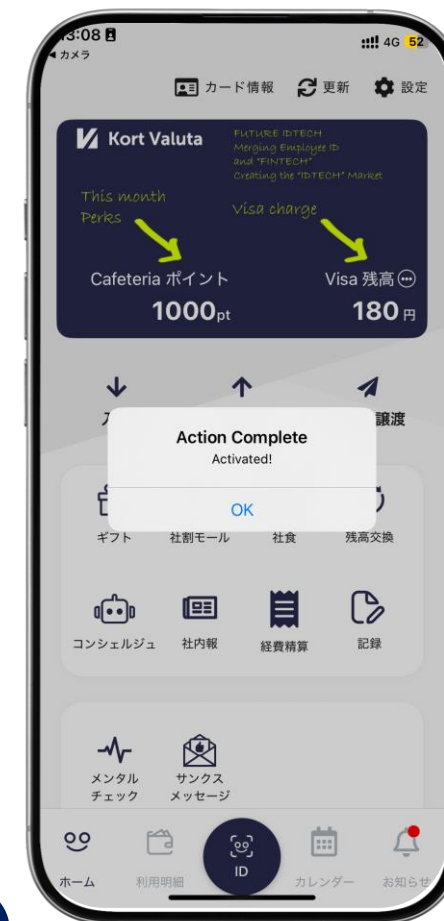 13:08
4G 52
◀ カメラ
カード情報 更新 設定
Kort Valuta
FUTURE IDTECH
Merging Employee ID
and "FINTECH"
Creating the "IDTECH" Market
This month
Perks
Visa charge
Cafeteria ポイント
Visa 残高
1000pt
180 円
譲渡
Action Complete
Activated!
OK
ギフト 社割モール 社食 残高交換
コンシェルジュ 社内報 経費精算 記録
メンタル
チェック
サンクス
メッセージ
ホーム 利用明細 ID カレンダー お知らせ